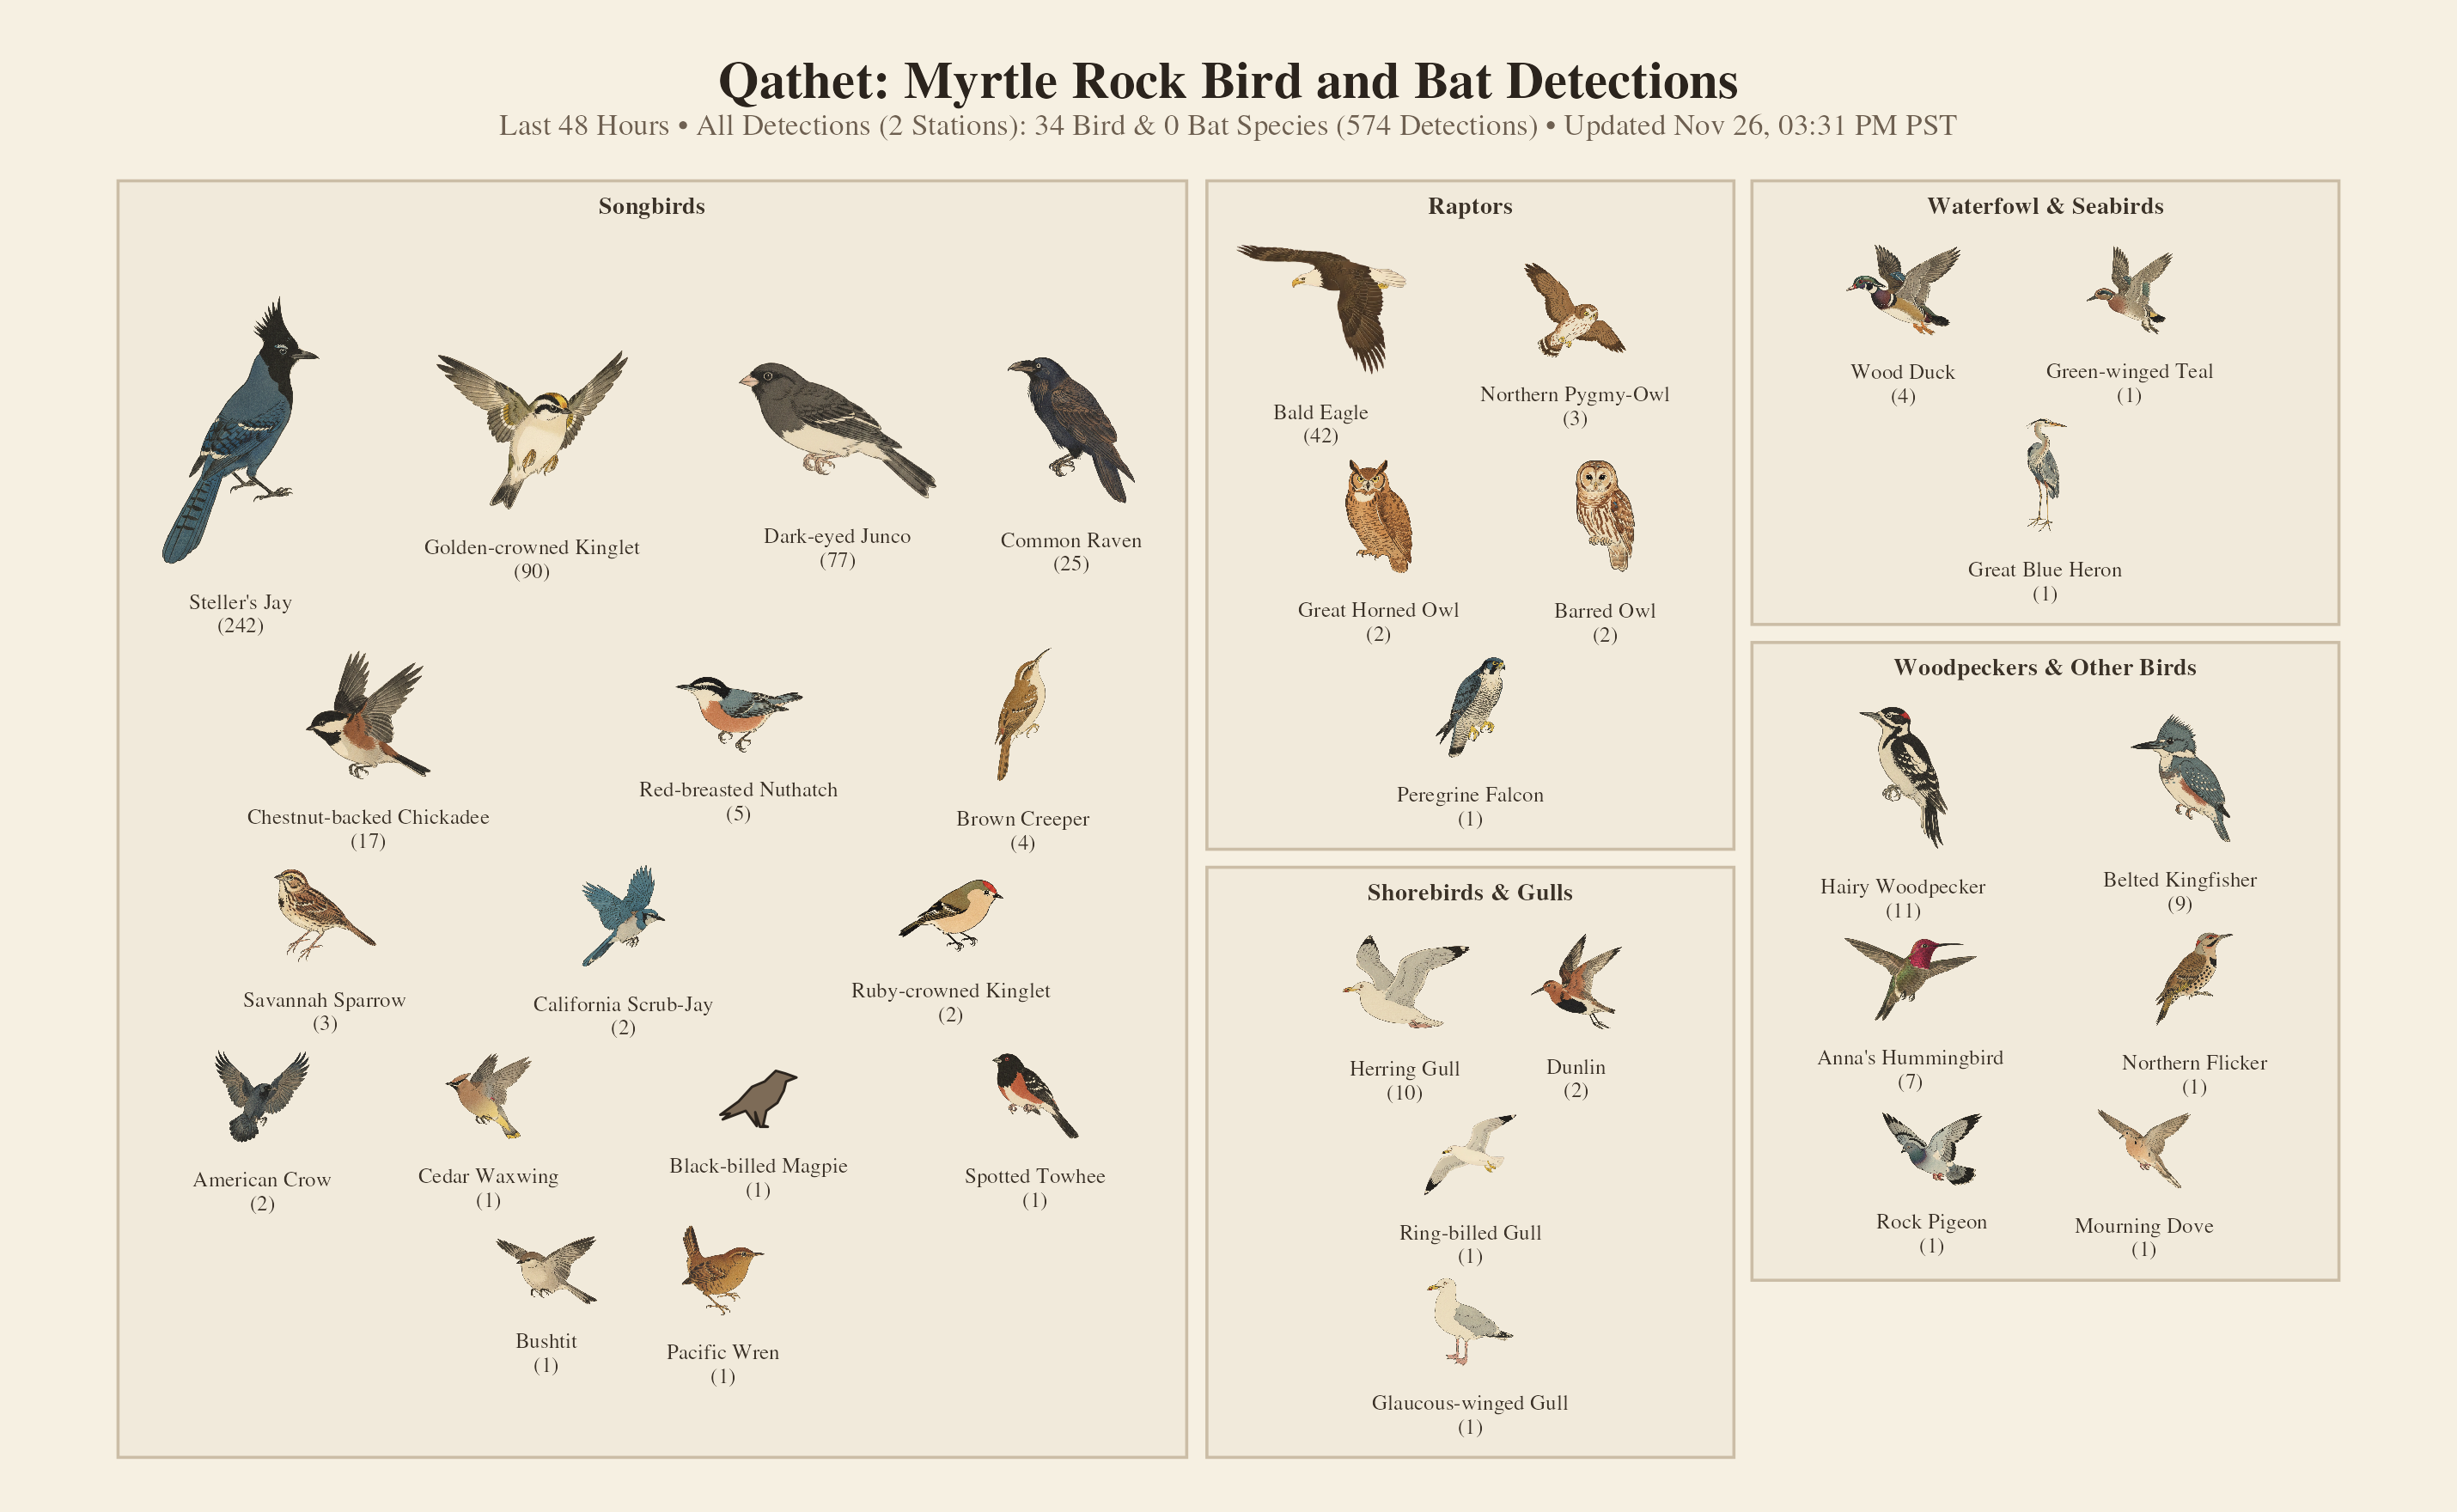 Qathet: Myrtle Rock Bird and Bat Detections
Last 48 Hours • All Detections (2 Stations): 34 Bird & 0 Bat Species (574 Detections) • Updated Nov 26, 03:31 PM PST
Songbirds
Steller's Jay
(242)
Golden-crowned Kinglet
(90)
Dark-eyed Junco
(77)
Common Raven
(25)
Chestnut-backed Chickadee
(17)
Red-breasted Nuthatch
(5)
Brown Creeper
(4)
Savannah Sparrow
(3)
California Scrub-Jay
(2)
Ruby-crowned Kinglet
(2)
American Crow
(2)
Cedar Waxwing
(1)
Black-billed Magpie
(1)
Spotted Towhee
(1)
Bushtit
(1)
Pacific Wren
(1)
Raptors
Bald Eagle
(42)
Northern Pygmy-Owl
(3)
Great Horned Owl
(2)
Barred Owl
(2)
Peregrine Falcon
(1)
Shorebirds & Gulls
Herring Gull
(10)
Dunlin
(2)
Ring-billed Gull
(1)
Glaucous-winged Gull
(1)
Waterfowl & Seabirds
Wood Duck
(4)
Green-winged Teal
(1)
Great Blue Heron
(1)
Woodpeckers & Other Birds
Hairy Woodpecker
(11)
Belted Kingfisher
(9)
Anna's Hummingbird
(7)
Northern Flicker
(1)
Rock Pigeon
(1)
Mourning Dove
(1)